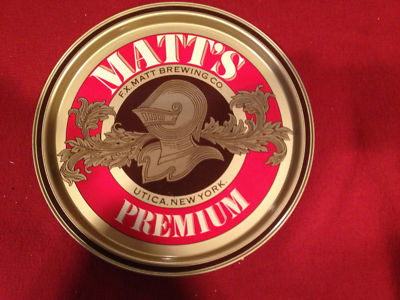 MATT'S
F.X. MATT BREWING CO.
UTICA, NEW YORK.
PREMIUM